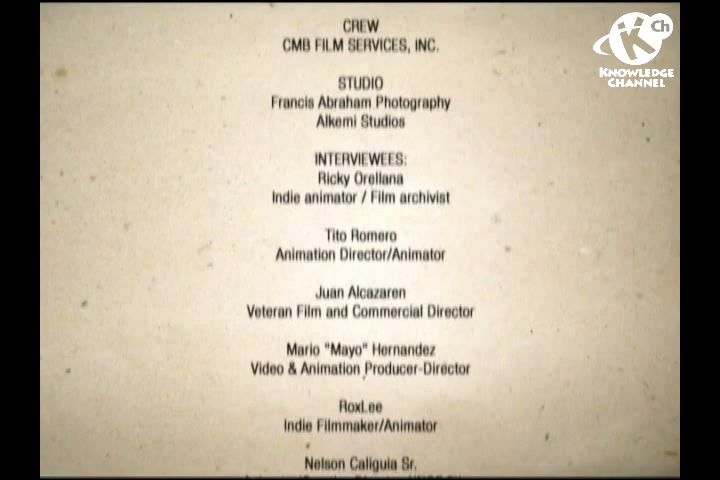 CREW
CMB FILM SERVICES, INC.
STUDIO
Francis Abraham Photography
Alkemi Studios
INTERVIEWEES:
Ricky Orellana
Indie animator / Film archivist
Tito Romero
Animation Director/Animator
Juan Alcazaren
Veteran Film and Commercial Director
Mario "Mayo" Hernandez
Video & Animation Producer-Director
RoxLee
Indie Filmmaker/Animator
Nelson Caliguia Sr.
K Ch
KNOWLEDGE
CHANNEL